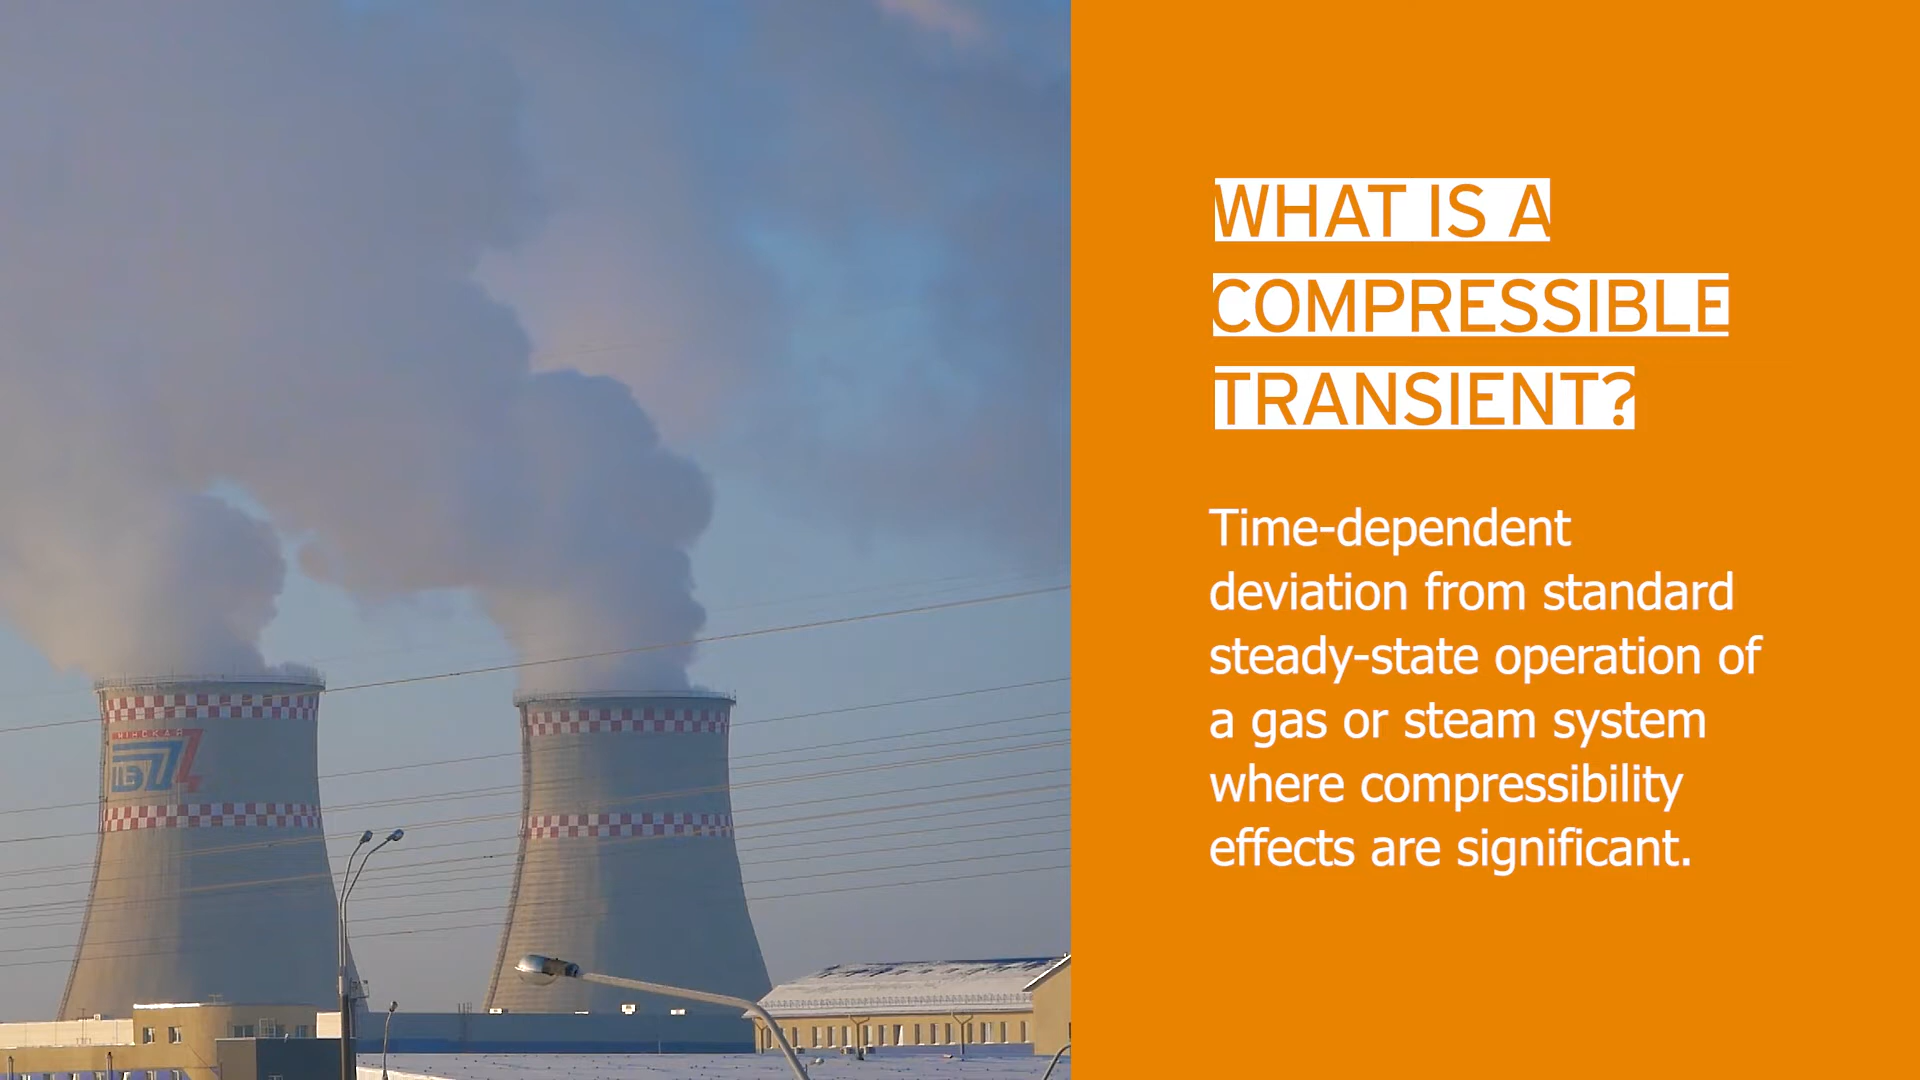 МІНСКАЯ
WHAT IS A
COMPRESSIBLE
TRANSIENT?
Time-dependent
deviation from standard
steady-state operation of
a gas or steam system
where compressibility
effects are significant.